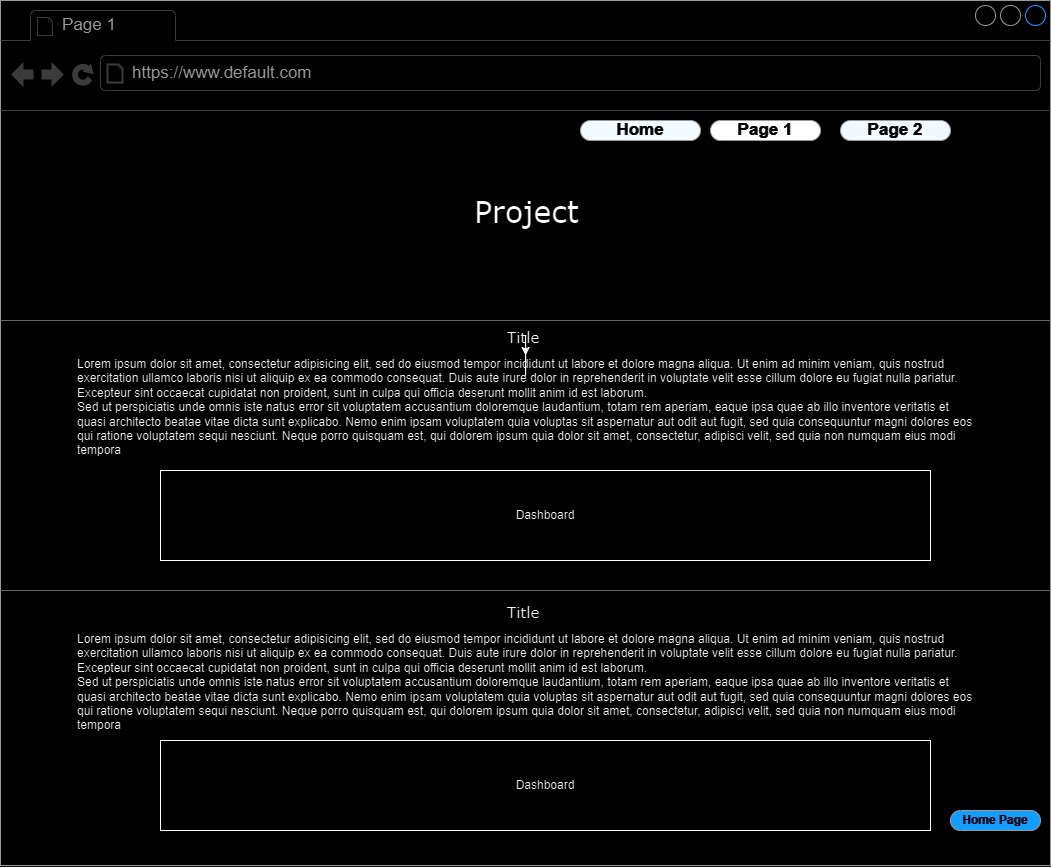 Page 1
https://www.default.com
Home Page 1 Page 2
Project
Title
Lorem ipsum dolor sit amet, consectetur adipisicing elit, sed do eiusmod tempor incididunt ut labore et dolore magna aliqua. Ut enim ad minim veniam, quis nostrud
exercitation ullamco laboris nisi ut aliquip ex ea commodo consequat. Duis aute irure dolor in reprehenderit in voluptate velit esse cillum dolore eu fugiat nulla pariatur.
Excepteur sint occaecat cupidatat non proident, sunt in culpa qui officia deserunt mollit anim id est laborum.
Sed ut perspiciatis unde omnis iste natus error sit voluptatem accusantium doloremque laudantium, totam rem aperiam, eaque ipsa quae ab illo inventore veritatis et
quasi architecto beatae vitae dicta sunt explicabo. Nemo enim ipsam voluptatem quia voluptas sit aspernatur aut odit aut fugit, sed quia consequuntur magni dolores eos
qui ratione voluptatem sequi nesciunt. Neque porro quisquam est, qui dolorem ipsum quia dolor sit amet, consectetur, adipisci velit, sed quia non numquam eius modi
tempora
Dashboard
Title
Lorem ipsum dolor sit amet, consectetur adipisicing elit, sed do eiusmod tempor incididunt ut labore et dolore magna aliqua. Ut enim ad minim veniam, quis nostrud
exercitation ullamco laboris nisi ut aliquip ex ea commodo consequat. Duis aute irure dolor in reprehenderit in voluptate velit esse cillum dolore eu fugiat nulla pariatur.
Excepteur sint occaecat cupidatat non proident, sunt in culpa qui officia deserunt mollit anim id est laborum.
Sed ut perspiciatis unde omnis iste natus error sit voluptatem accusantium doloremque laudantium, totam rem aperiam, eaque ipsa quae ab illo inventore veritatis et
quasi architecto beatae vitae dicta sunt explicabo. Nemo enim ipsam voluptatem quia voluptas sit aspernatur aut odit aut fugit, sed quia consequuntur magni dolores eos
qui ratione voluptatem sequi nesciunt. Neque porro quisquam est, qui dolorem ipsum quia dolor sit amet, consectetur, adipisci velit, sed quia non numquam eius modi
tempora
Dashboard
Home Page